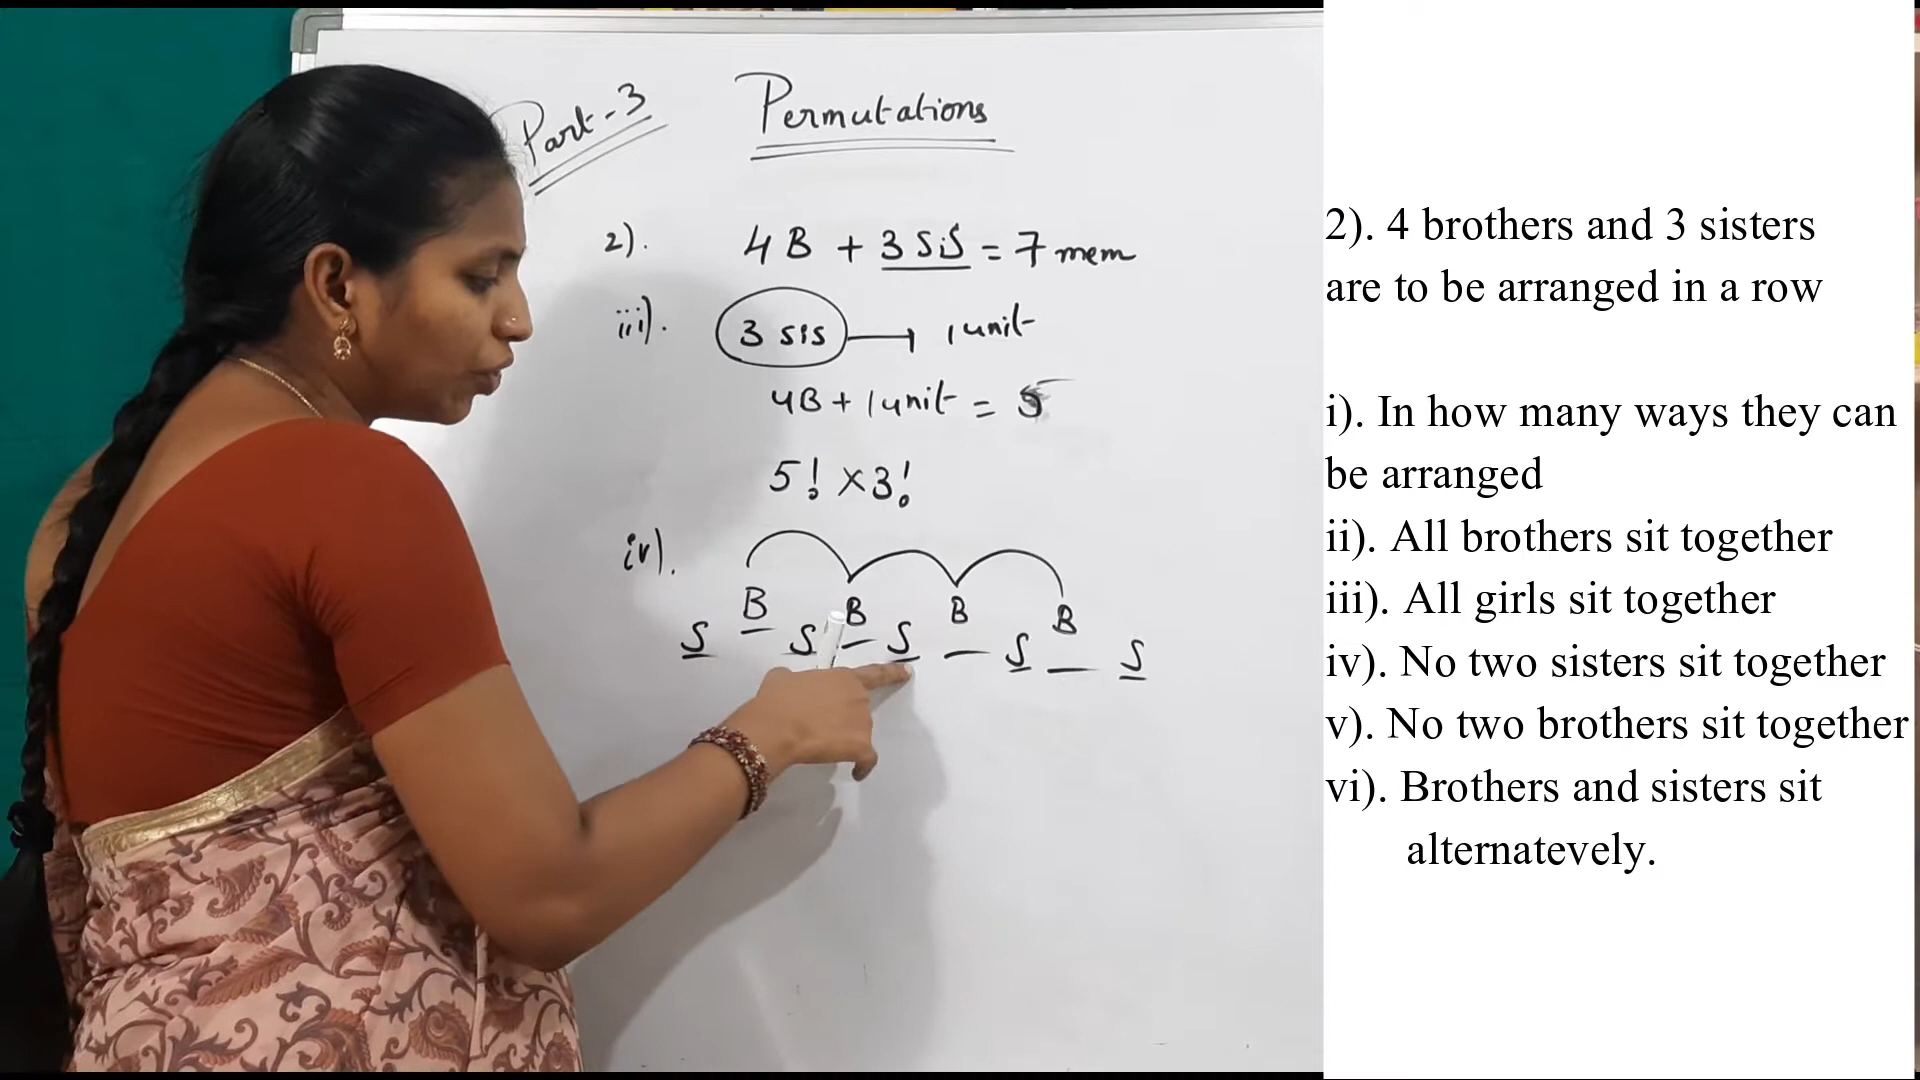 Part-3
Permutations
2). 4B + 3 SiS = 7 mem
iii). 3 sis → 1 unit
4B + 1 unit = 5
5! × 3!
iv).
B B B B
S S S S S
2). 4 brothers and 3 sisters
are to be arranged in a row
i). In how many ways they can
be arranged
ii). All brothers sit together
iii). All girls sit together
iv). No two sisters sit together
v). No two brothers sit together
vi). Brothers and sisters sit
alternatevely.